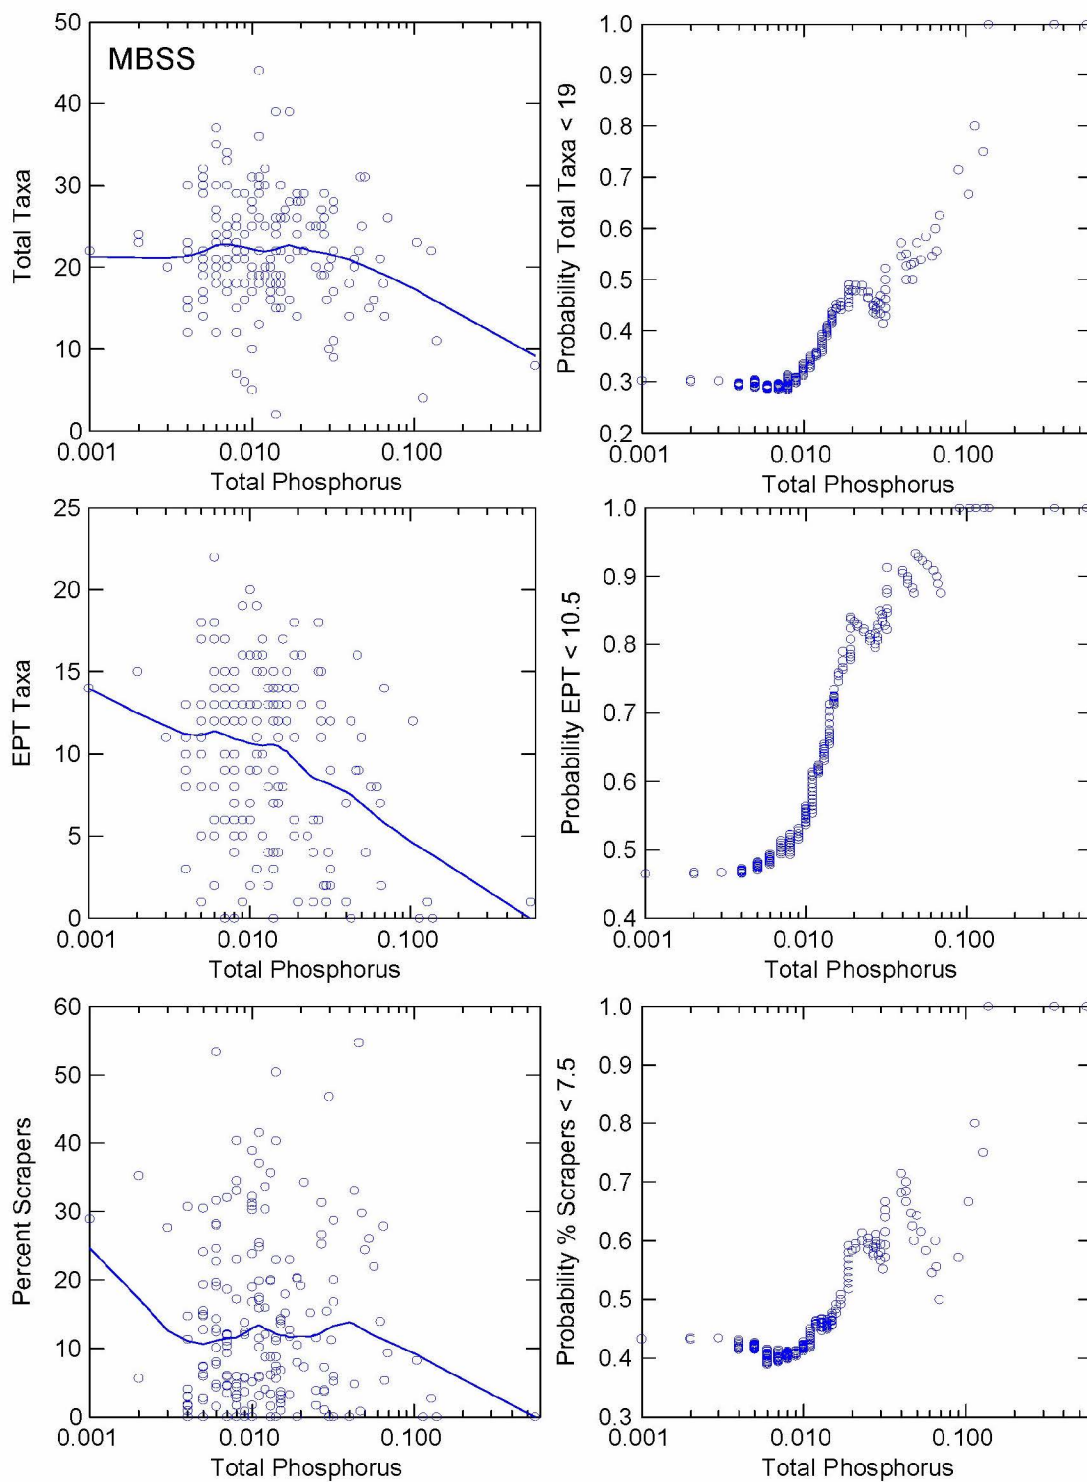 MBSS
Total Taxa
50
40
30
20
10
0
0.001 0.010 0.100
Total Phosphorus
Probability Total Taxa < 19
1.0
0.9
0.8
0.7
0.6
0.5
0.4
0.3
0.2
0.001 0.010 0.100
Total Phosphorus
EPT Taxa
25
20
15
10
5
0
0.001 0.010 0.100
Total Phosphorus
Probability EPT < 10.5
1.0
0.9
0.8
0.7
0.6
0.5
0.4
0.001 0.010 0.100
Total Phosphorus
Percent Scrapers
60
50
40
30
20
10
0
0.001 0.010 0.100
Total Phosphorus
Probability % Scrapers < 7.5
1.0
0.9
0.8
0.7
0.6
0.5
0.4
0.3
0.001 0.010 0.100
Total Phosphorus